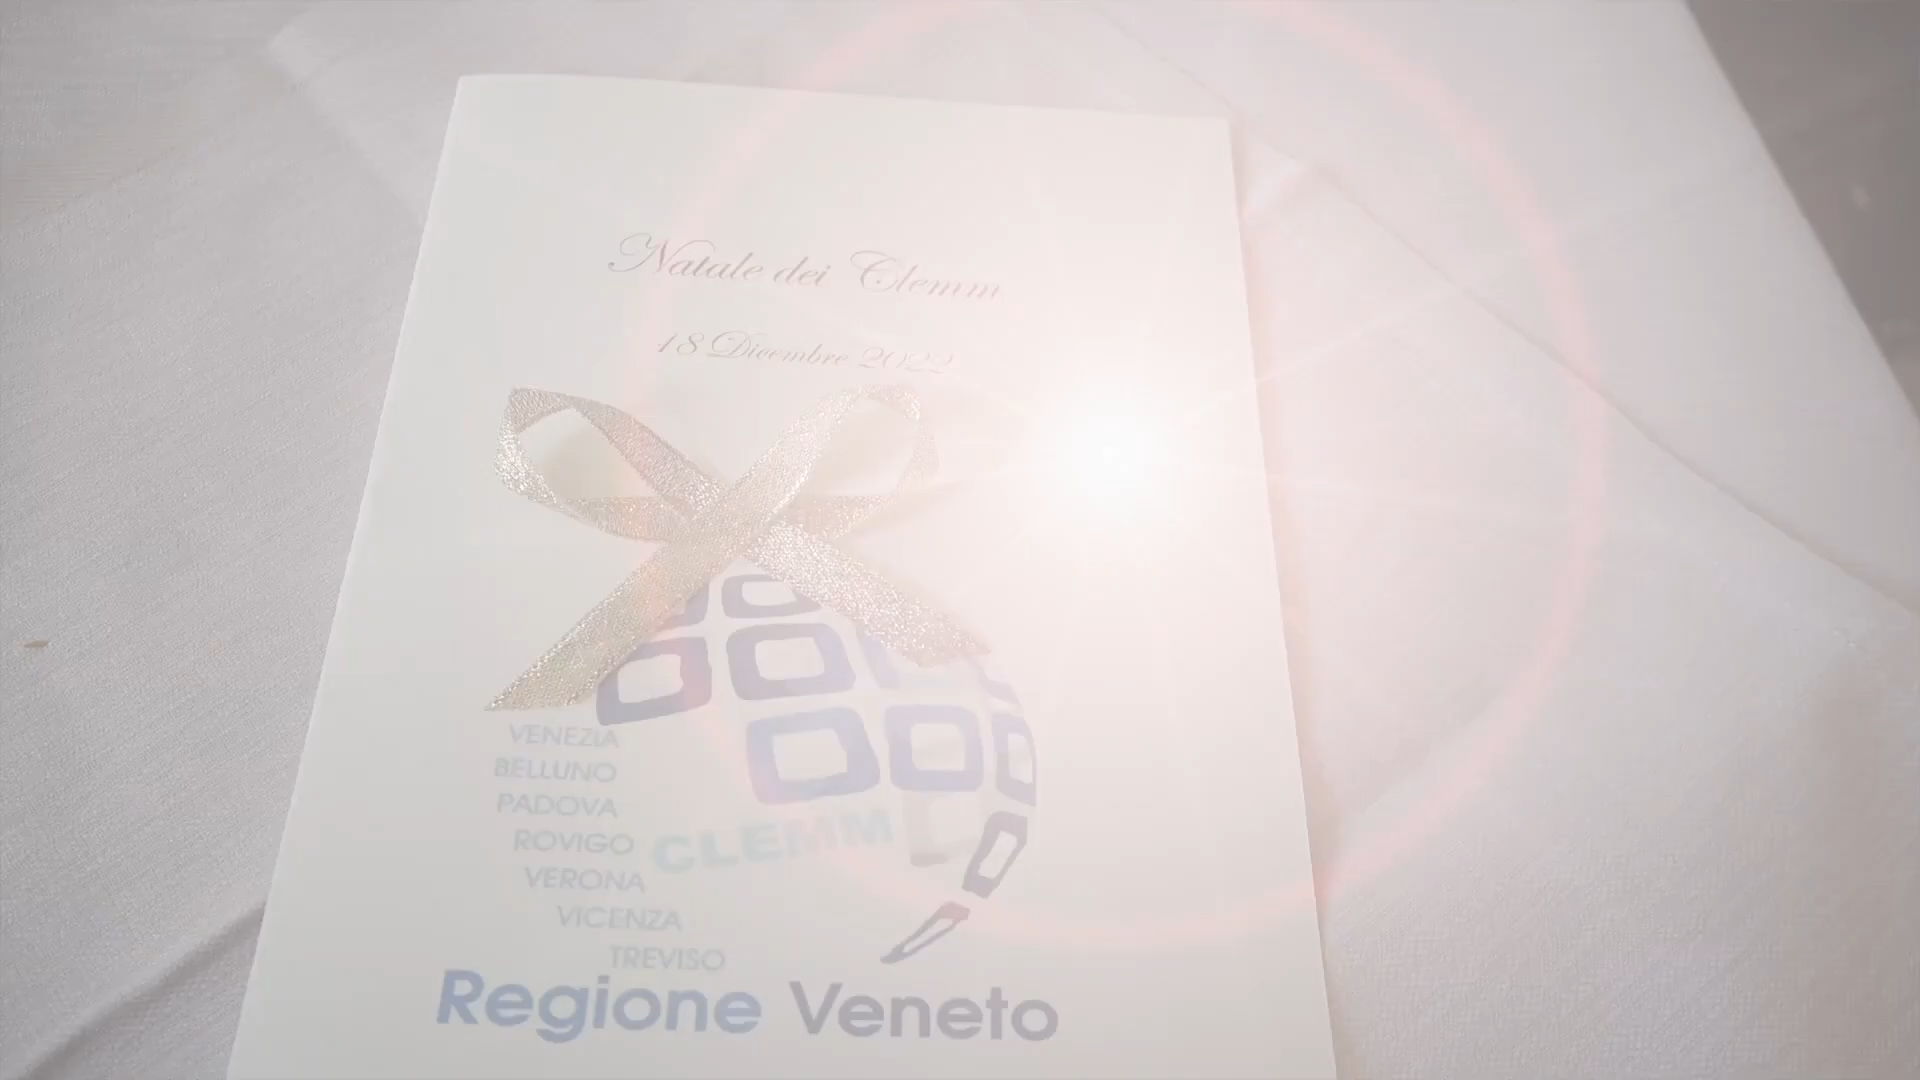 Natale dei Clemm
18 Dicembre 2022
VENEZIA
BELLUNO
PADOVA
ROVIGO
CLEMM
VERONA
VICENZA
TREVISO
Regione Veneto